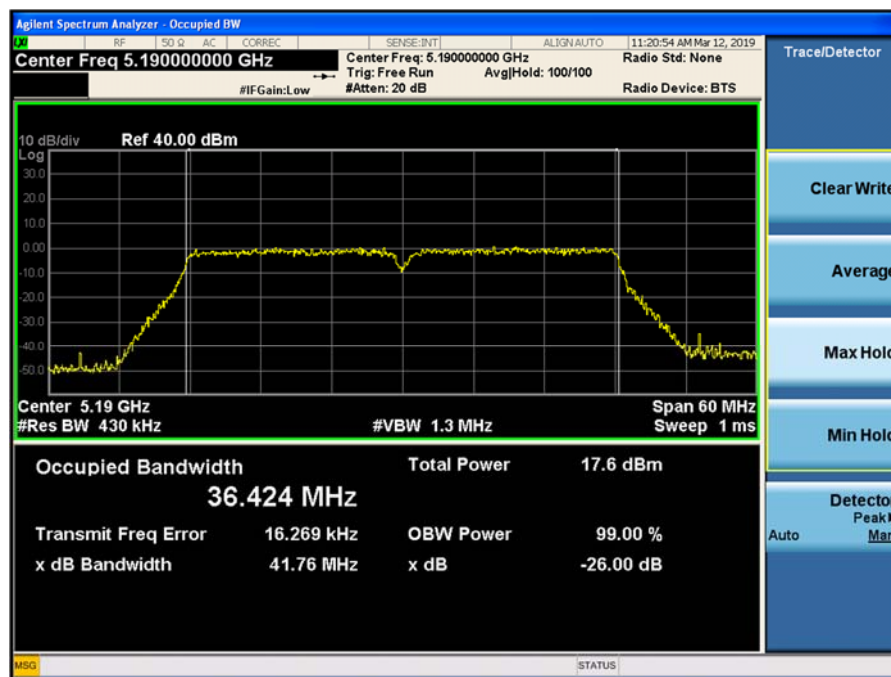 Agilent Spectrum Analyzer - Occupied BW
RF 50 Ω AC CORREC SENSE:INT ALIGN AUTO 11:20:54 AM Mar 12, 2019
Center Freq 5.190000000 GHz
Center Freq: 5.190000000 GHz Radio Std: None
Trig: Free Run Avg|Hold: 100/100
#IFGain:Low #Atten: 20 dB Radio Device: BTS
10 dB/div Ref 40.00 dBm
Log
30.0
20.0
10.0
0.00
-10.0
-20.0
-30.0
-40.0
-50.0
Center 5.19 GHz Span 60 MHz
#Res BW 430 kHz #VBW 1.3 MHz Sweep 1 ms
Occupied Bandwidth Total Power 17.6 dBm
36.424 MHz
Transmit Freq Error 16.269 kHz OBW Power 99.00 %
x dB Bandwidth 41.76 MHz x dB -26.00 dB
MSG STATUS
Trace/Detector
Clear Write
Average
Max Hold
Min Hold
Detector
Peak
Auto Man